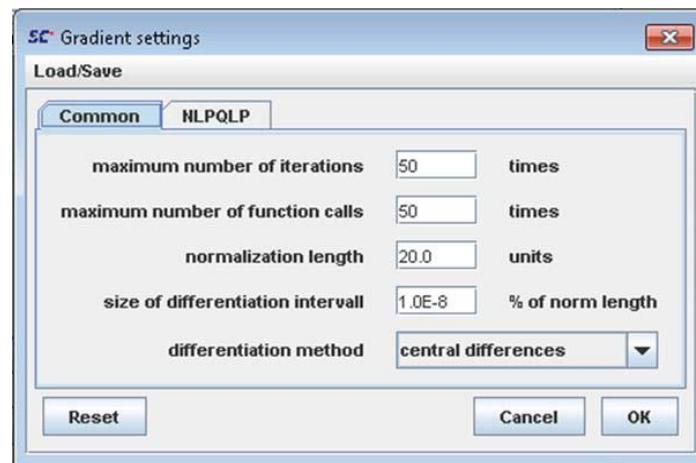 SC Gradient settings
Load/Save
Common NLPQLP
maximum number of iterations 50 times
maximum number of function calls 50 times
normalization length 20.0 units
size of differentiation intervall 1.0E-8 % of norm length
differentiation method central differences
Reset Cancel OK